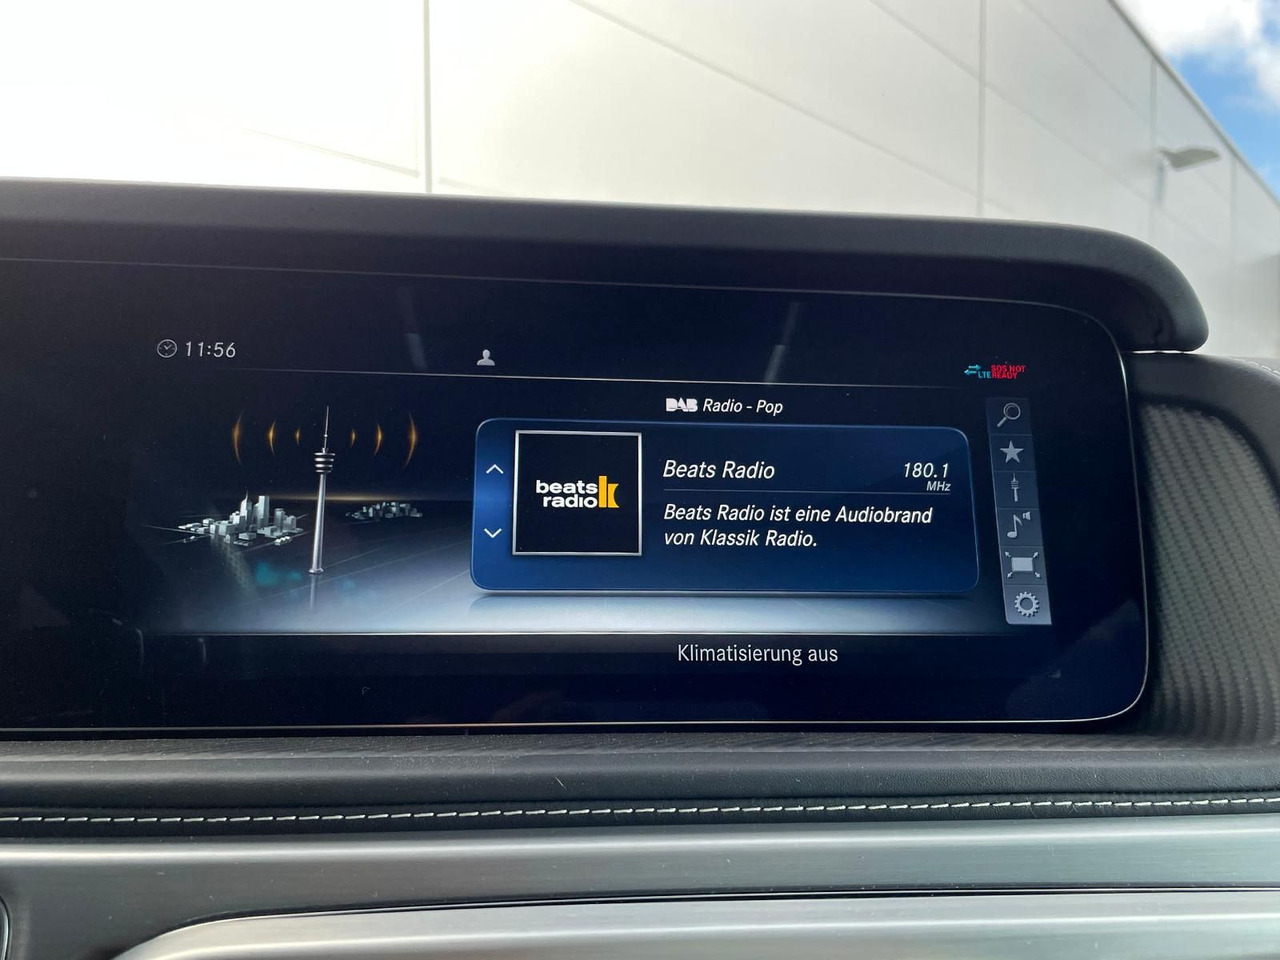 11:56
LTE
SOS NOT
READY
DAB Radio - Pop
beats
radio
Beats Radio
180.1
MHz
Beats Radio ist eine Audiobrand
von Klassik Radio.
Klimatisierung aus